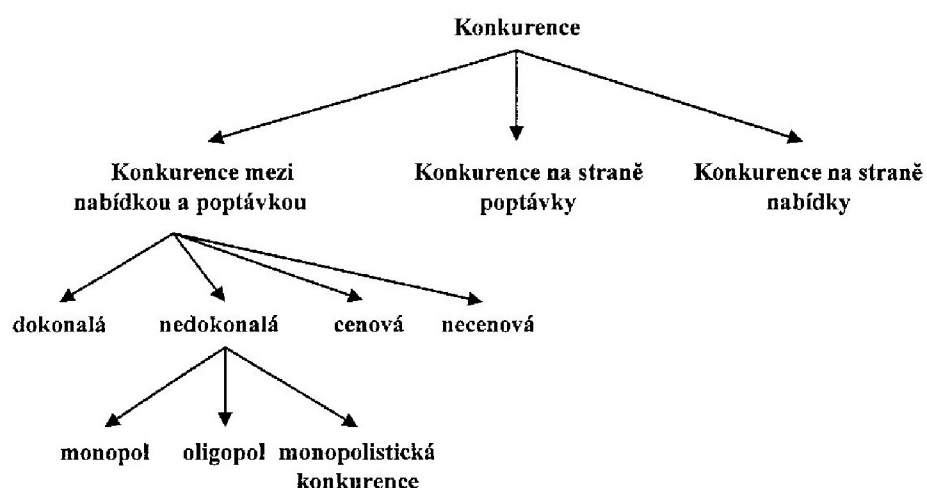 Konkurence
Konkurence mezi
nabídkou a poptávkou
Konkurence na straně
poptávky
Konkurence na straně
nabídky
dokonalá
nedokonalá
cenová
necenová
monopol
oligopol
monopolistická
konkurence